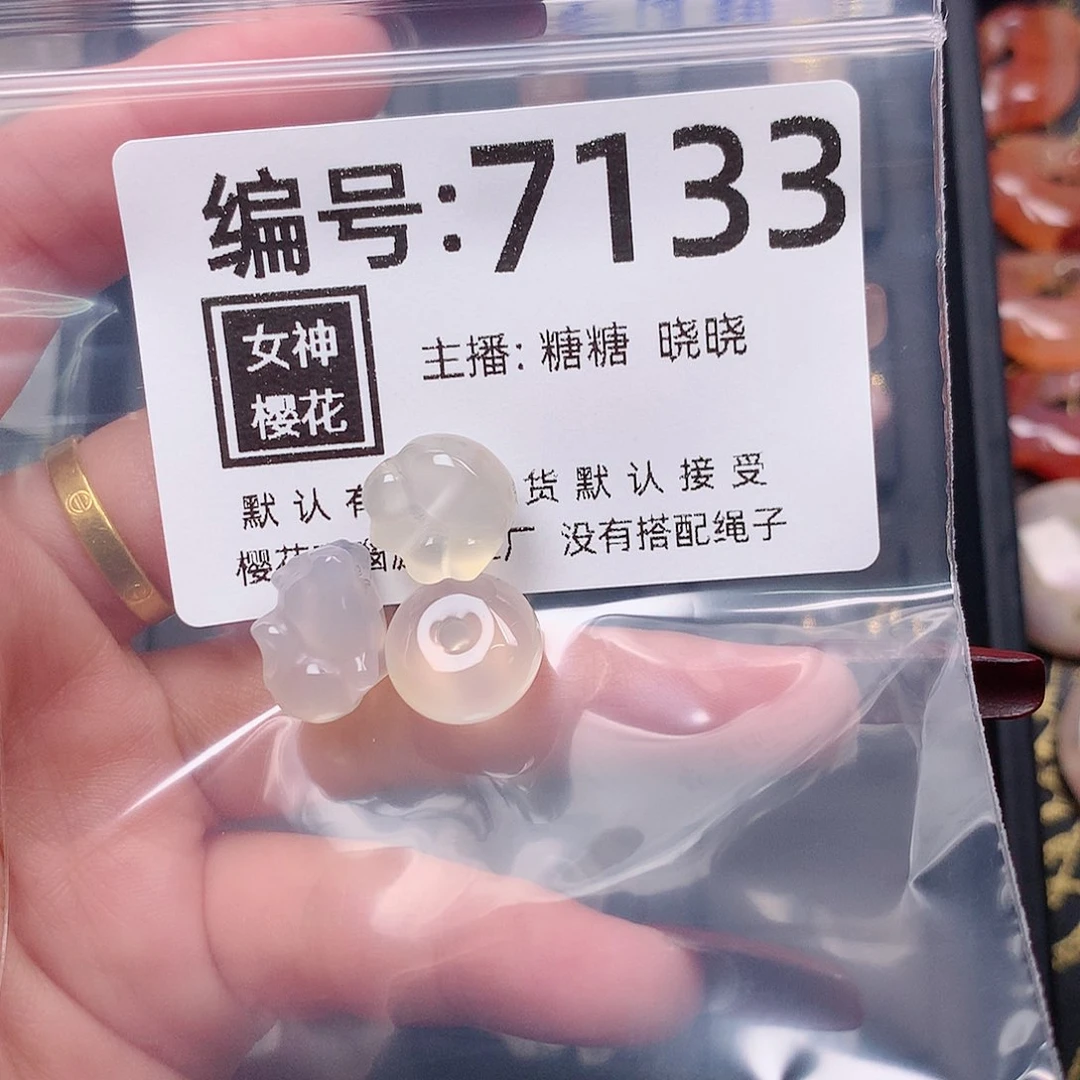 编号:7133
女神
樱花
主播:糖糖 晓晓
默认有 货默认接受
樱花 厂 没有搭配绳子